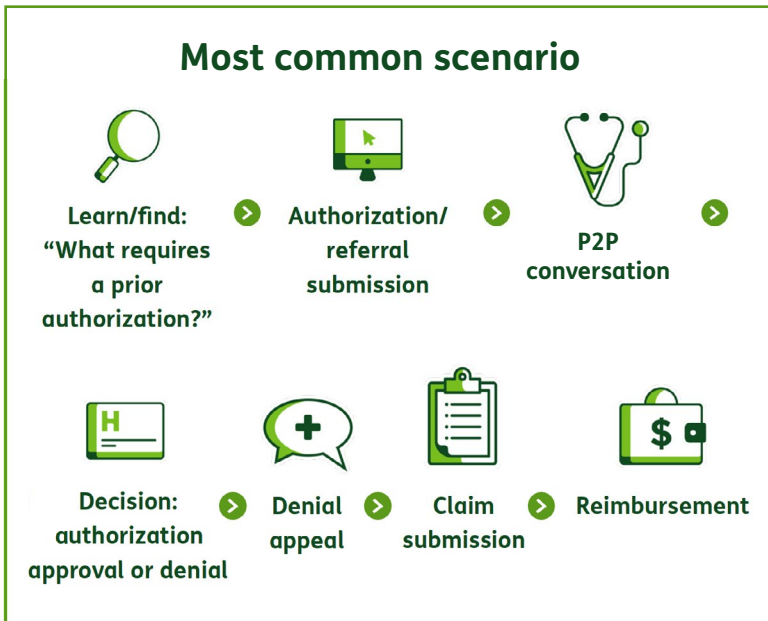 Most common scenario
Learn/find:
“What requires
a prior
authorization?”
Authorization/
referral
submission
P2P
conversation
H
Decision:
authorization
approval or denial
Denial
appeal
Claim
submission
$
Reimbursement